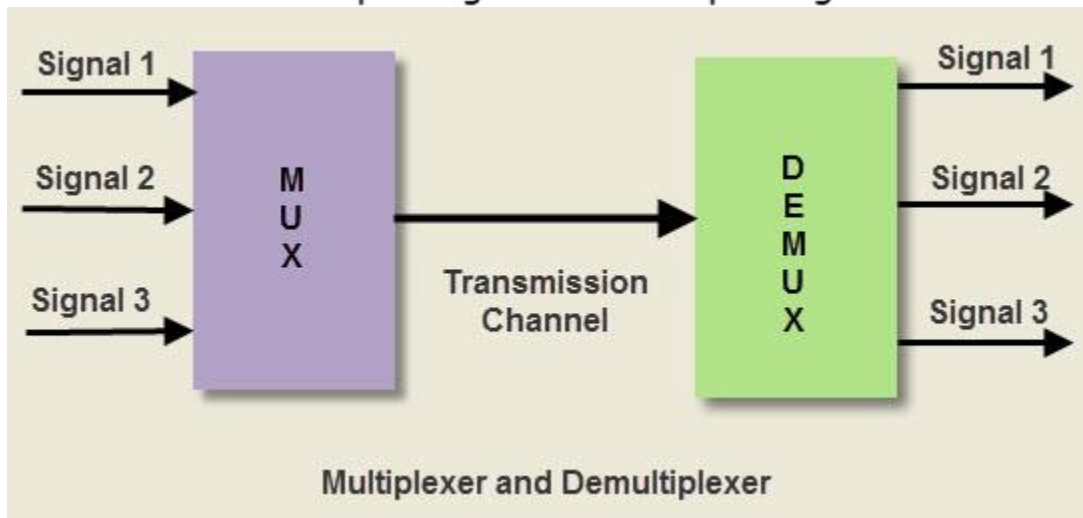 Signal 1
Signal 2
Signal 3
M
U
X
Transmission
Channel
D
E
M
U
X
Signal 1
Signal 2
Signal 3
Multiplexer and Demultiplexer